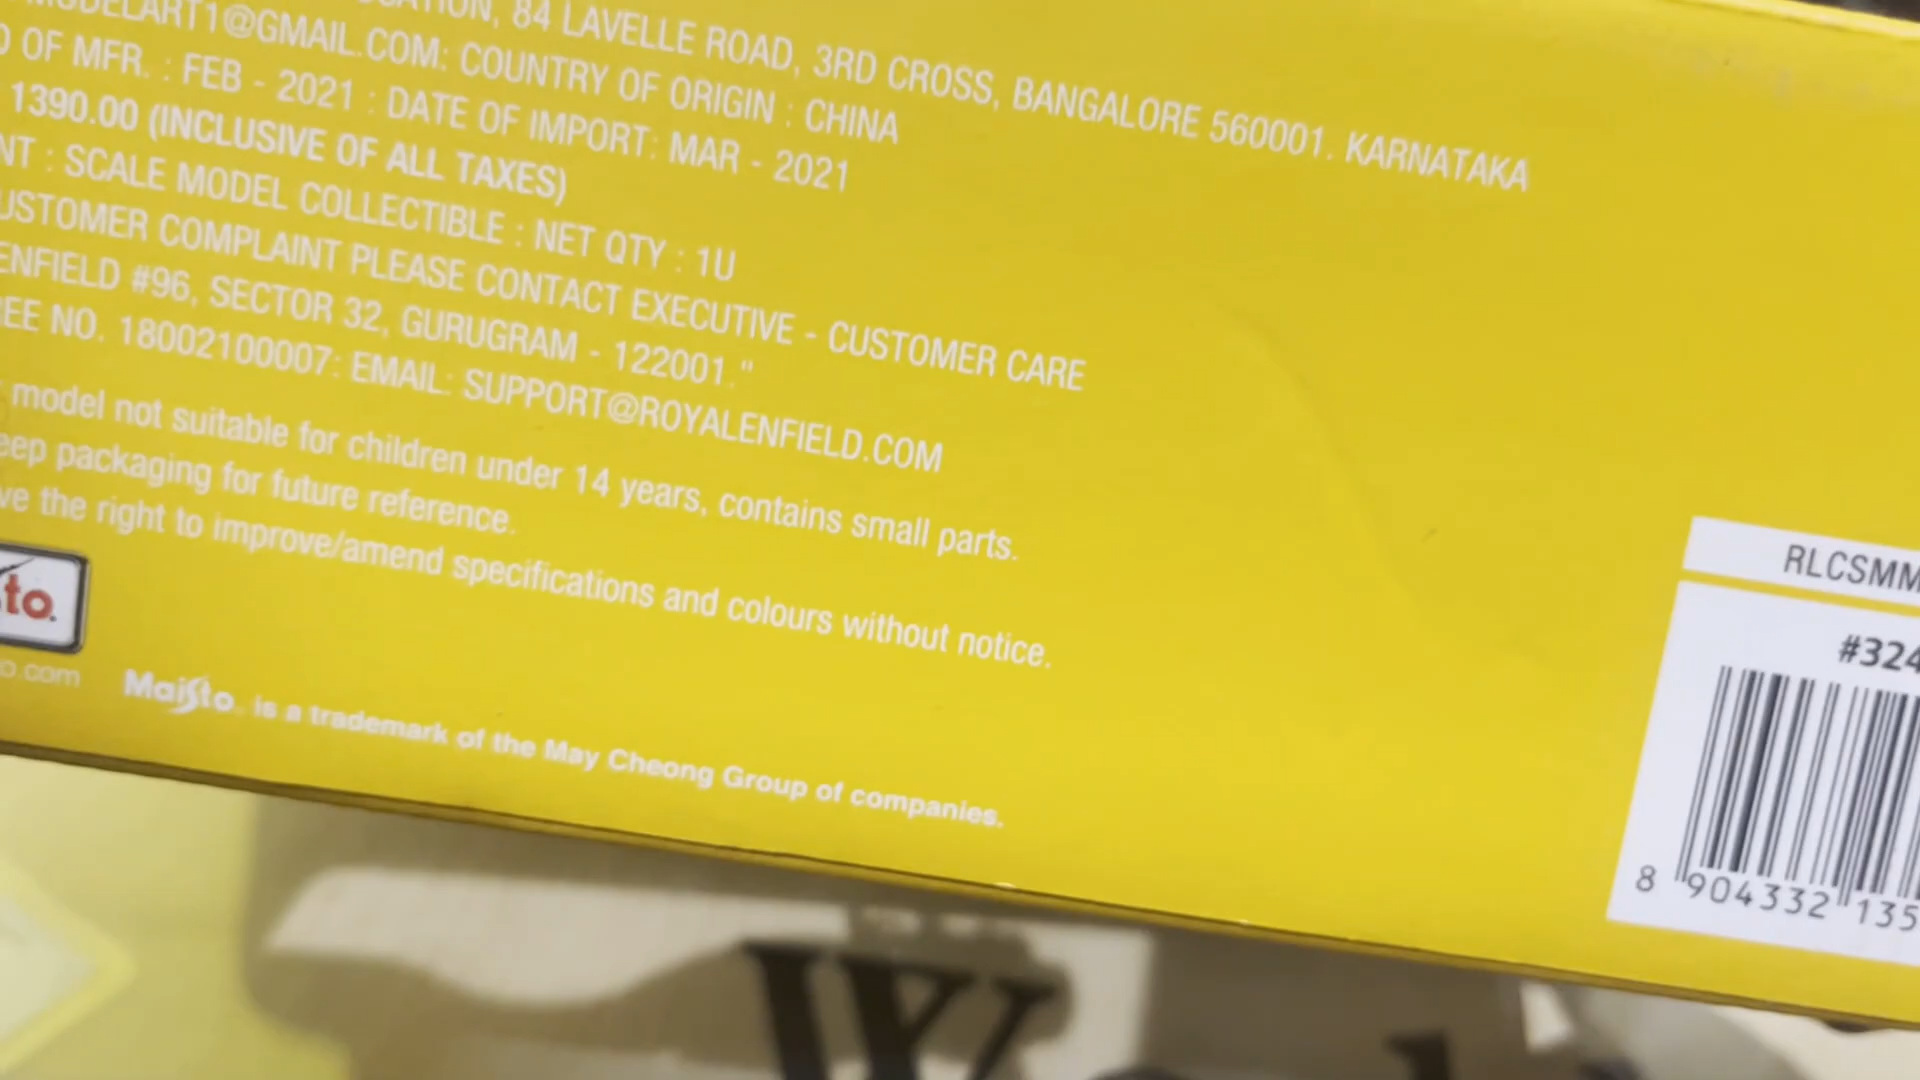 84 LAVELLE ROAD, 3RD CROSS, BANGALORE 560001. KARNATAKA
MODELART1@GMAIL.COM: COUNTRY OF ORIGIN : CHINA
OF MFR. : FEB - 2021 : DATE OF IMPORT: MAR - 2021
1390.00 (INCLUSIVE OF ALL TAXES)
NT : SCALE MODEL COLLECTIBLE : NET QTY : 1U
USTOMER COMPLAINT PLEASE CONTACT EXECUTIVE - CUSTOMER CARE
ENFIELD #96, SECTOR 32, GURUGRAM - 122001."
EE NO. 18002100007: EMAIL: SUPPORT@ROYALENFIELD.COM
model not suitable for children under 14 years, contains small parts.
eep packaging for future reference.
ve the right to improve/amend specifications and colours without notice.
to.
o.com
Maisto. is a trademark of the May Cheong Group of companies.
RLCSMM
#324
8 904332 135